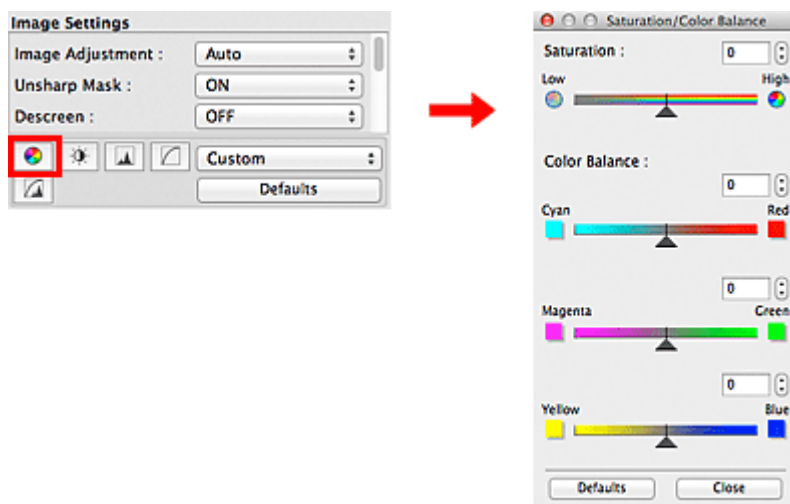 Image Settings
Image Adjustment : Auto
Unsharp Mask : ON
Descreen : OFF
Custom
Defaults
Saturation/Color Balance
Saturation : 0
Low High
Color Balance :
0
Cyan Red
0
Magenta Green
0
Yellow Blue
Defaults Close